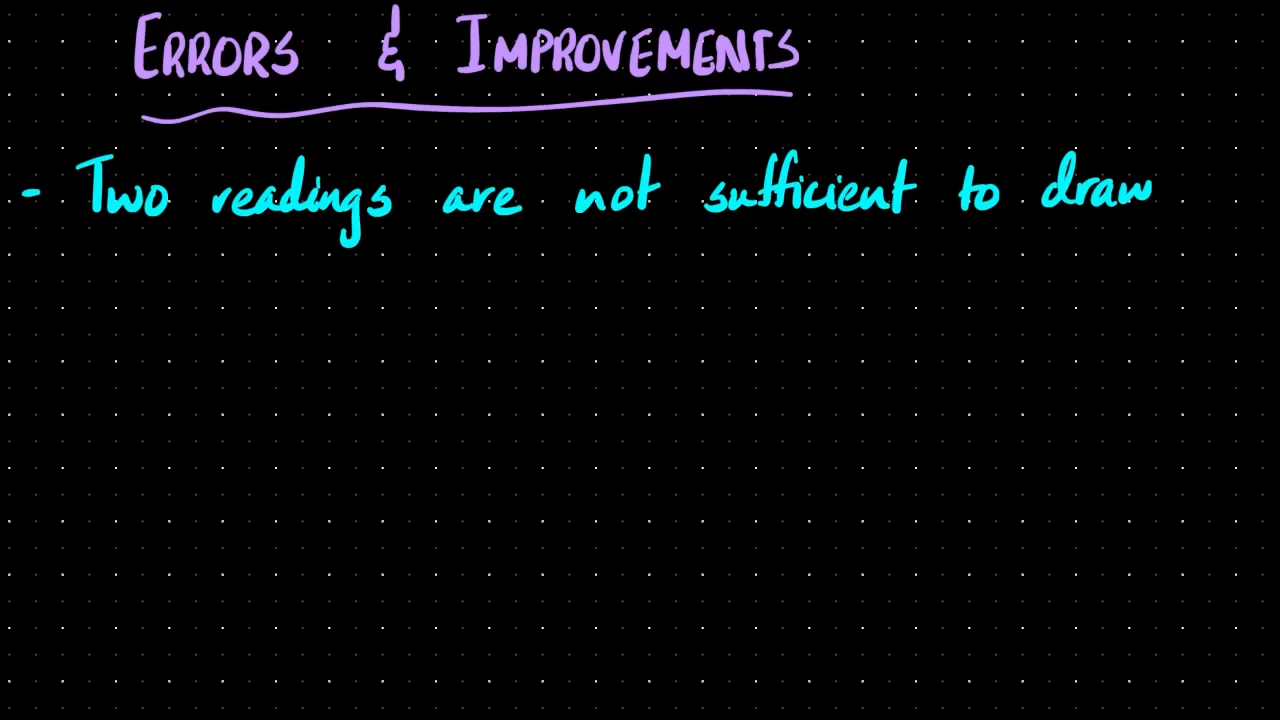 ERRORS & IMPROVEMENTS
- Two readings are not sufficient to draw